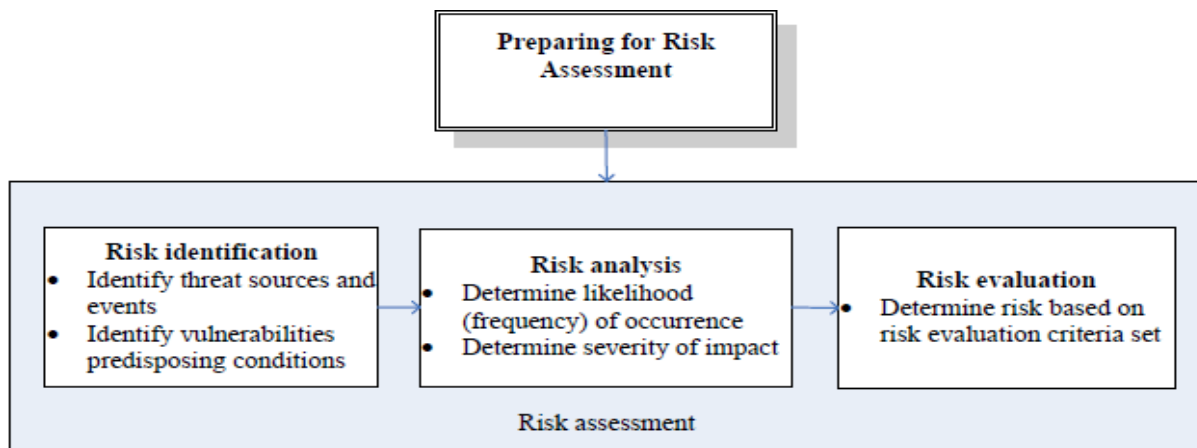 Preparing for Risk
Assessment
Risk identification
• Identify threat sources and
events
• Identify vulnerabilities
predisposing conditions
Risk analysis
• Determine likelihood
(frequency) of occurrence
• Determine severity of impact
Risk evaluation
• Determine risk based on
risk evaluation criteria set
Risk assessment